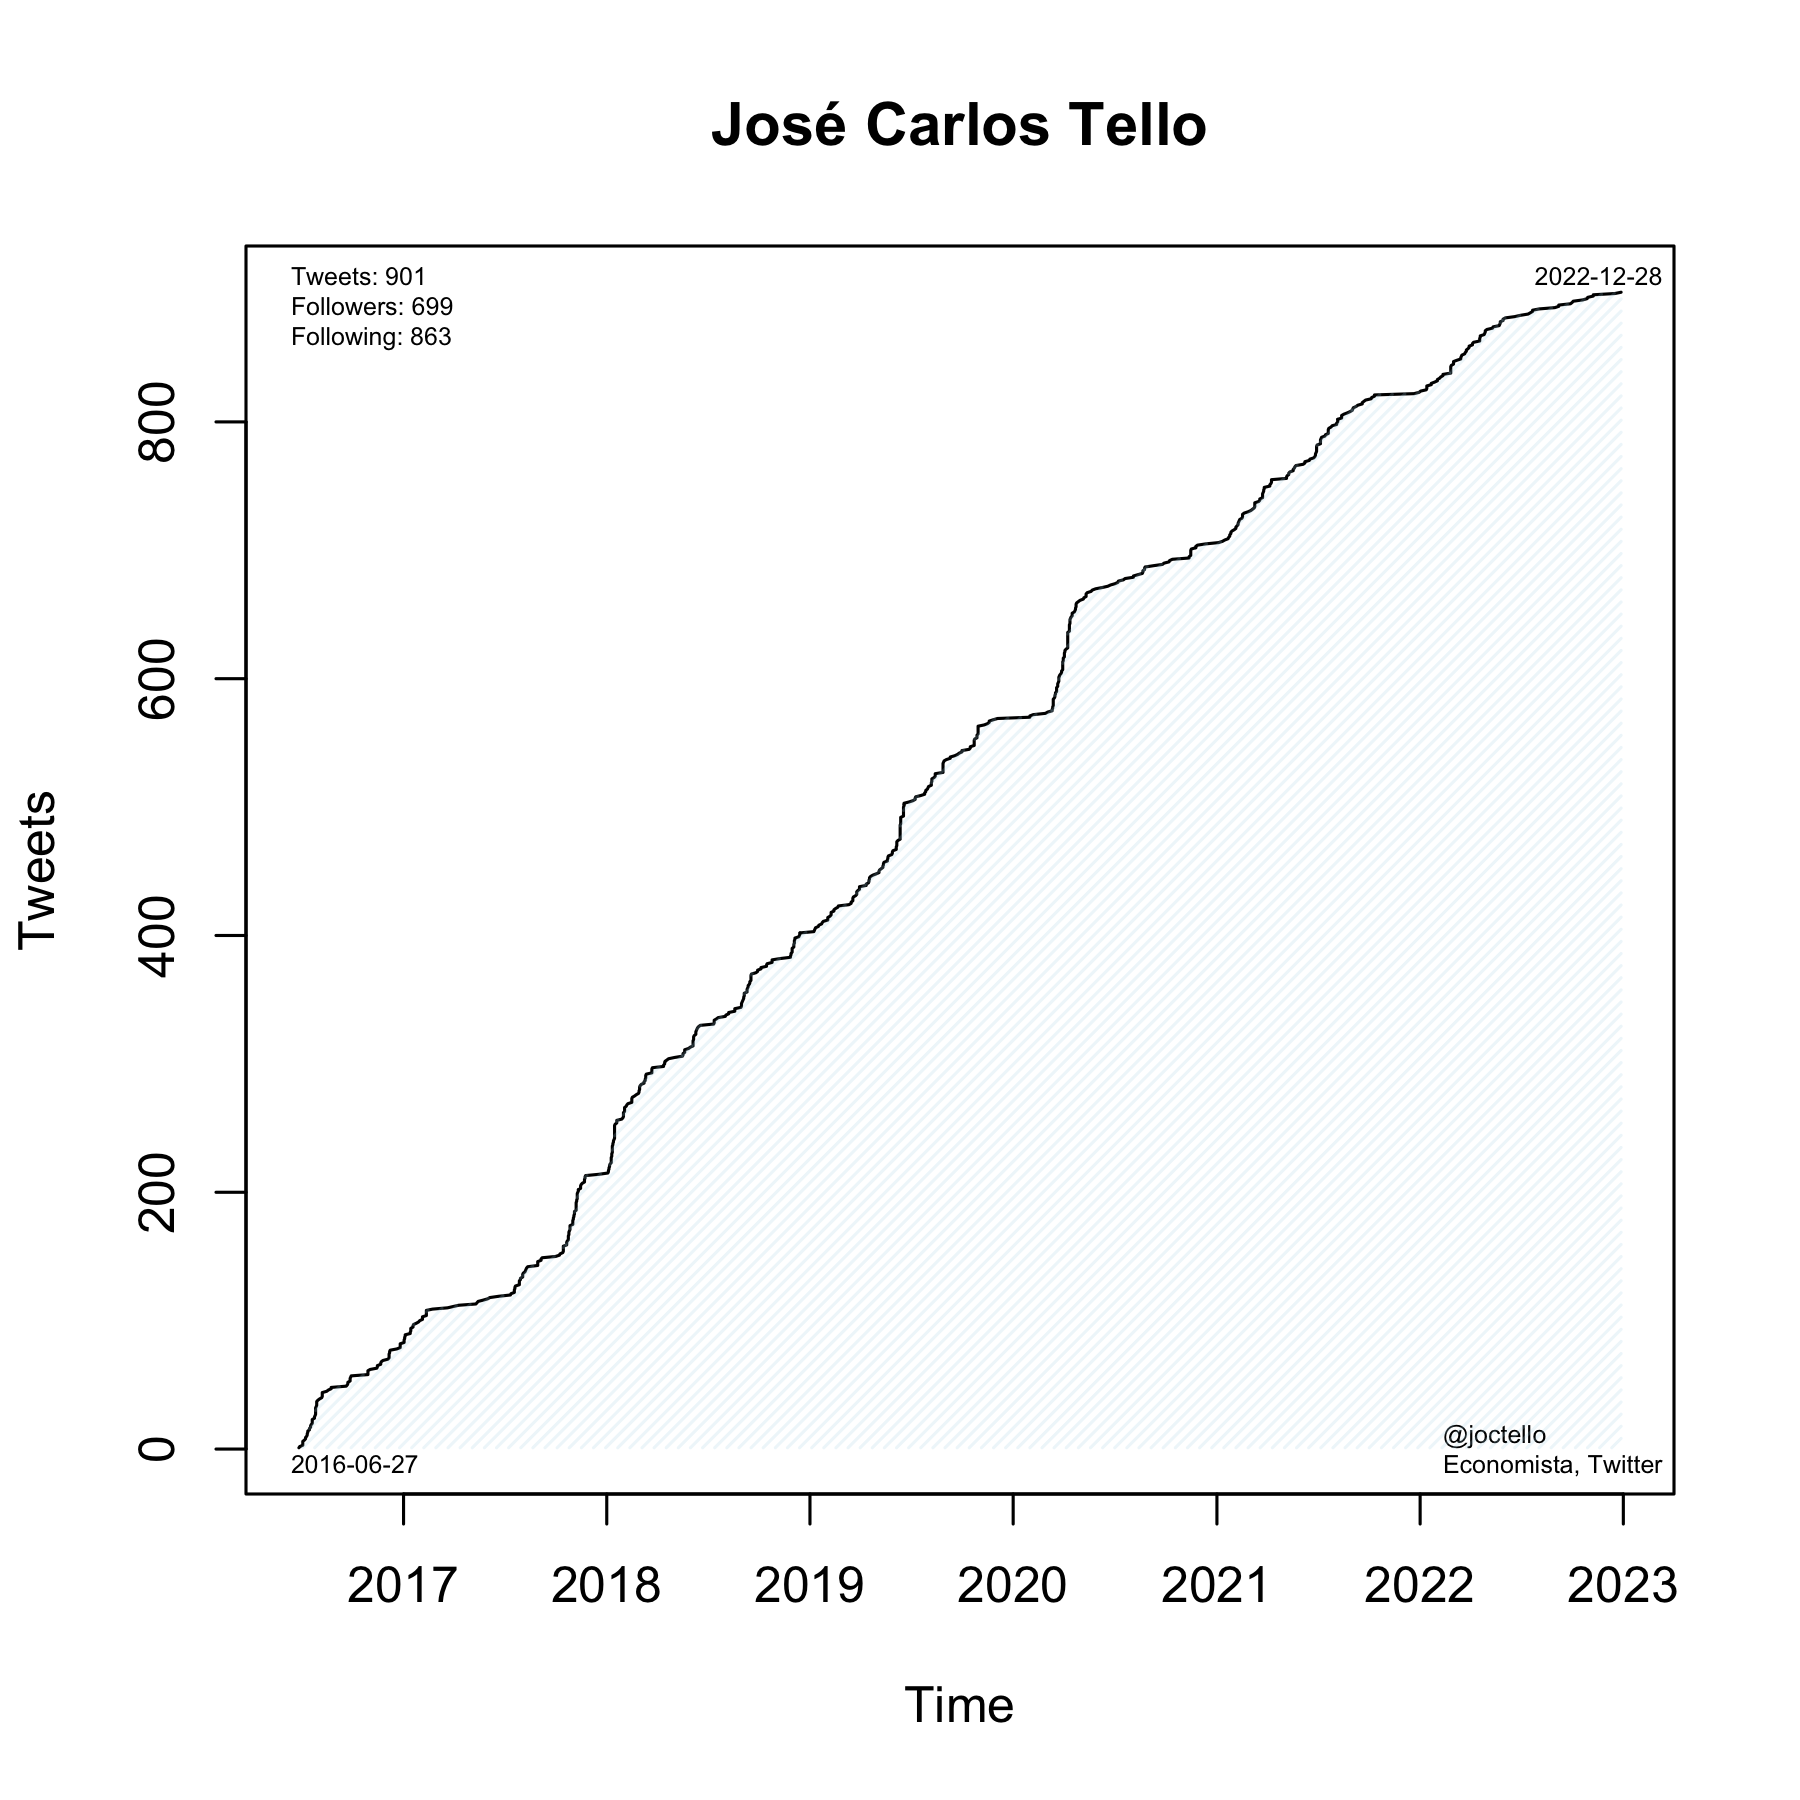 José Carlos Tello
Tweets: 901
Followers: 699
Following: 863
2022-12-28
800
600
400
200
0
Tweets
2016-06-27
@joctello
Economista, Twitter
2017 2018 2019 2020 2021 2022 2023
Time